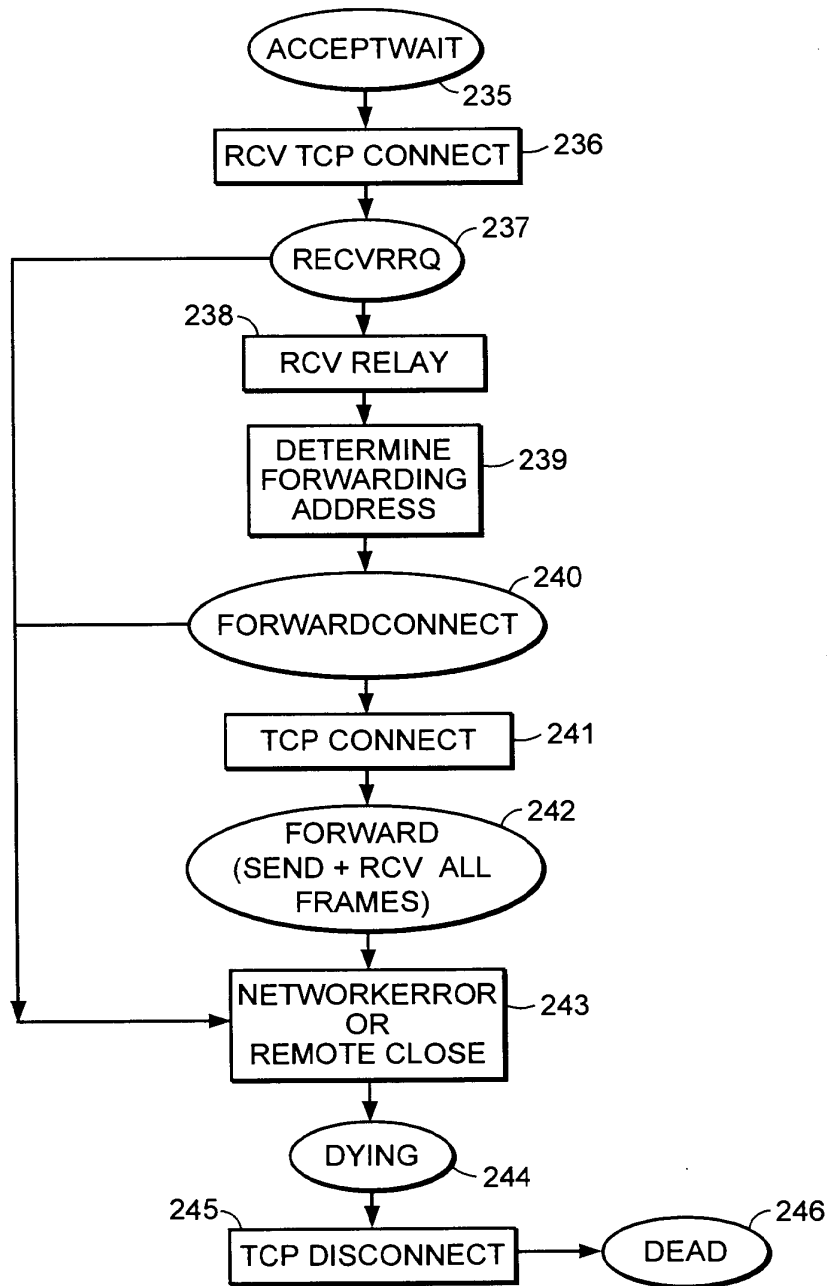 ACCEPTWAIT
235
RCV TCP CONNECT
236
237
RECVRRQ
238
RCV RELAY
DETERMINE
FORWARDING
ADDRESS
239
240
FORWARDCONNECT
TCP CONNECT
241
242
FORWARD
(SEND + RCV ALL
FRAMES)
NETWORKERROR
OR
REMOTE CLOSE
243
DYING
244
245
TCP DISCONNECT
246
DEAD